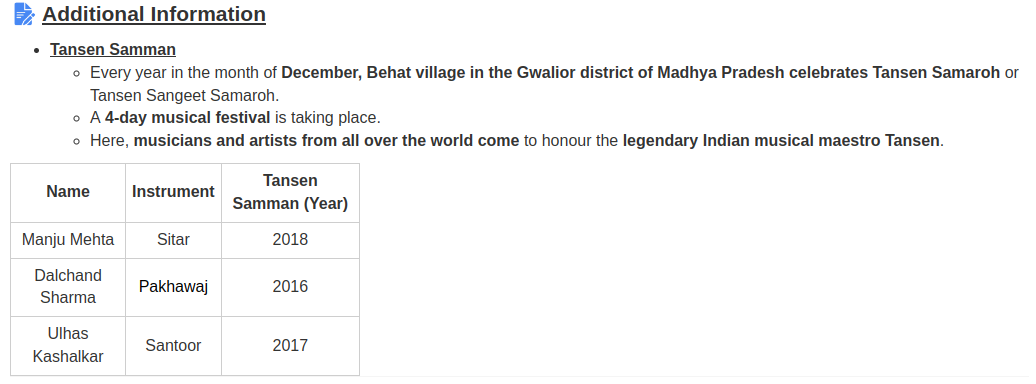 Additional Information
• Tansen Samman
◦ Every year in the month of December, Behat village in the Gwalior district of Madhya Pradesh celebrates Tansen Samaroh or
Tansen Sangeet Samaroh.
◦ A 4-day musical festival is taking place.
◦ Here, musicians and artists from all over the world come to honour the legendary Indian musical maestro Tansen.
Name Instrument Tansen
Samman (Year)
Manju Mehta Sitar 2018
Dalchand
Sharma Pakhawaj 2016
Ulhas
Kashalkar Santoor 2017